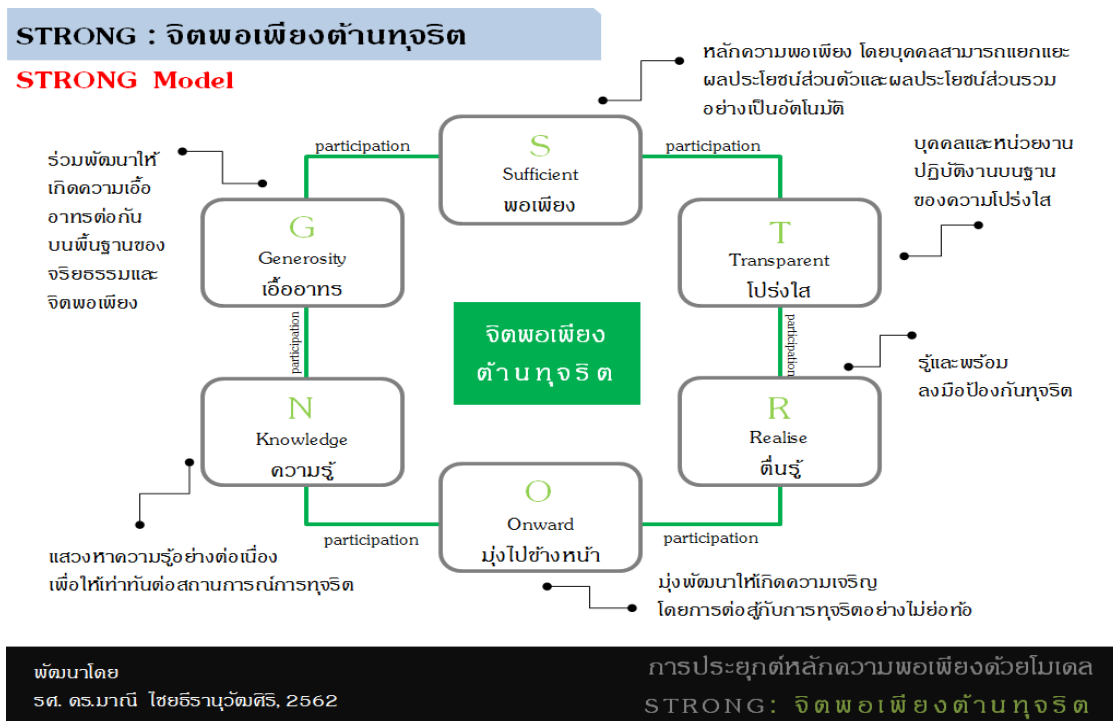 STRONG : จิตพอเพียงต้านทุจริต
STRONG Model
หลักความพอเพียง โดยบุคคลสามารถแยกแยะ
ผลประโยชน์ส่วนตัวและผลประโยชน์ส่วนรวม
อย่างเป็นอัตโนมัติ
participation
S
Sufficient
พอเพียง
participation
บุคคลและหน่วยงาน
ปฏิบัติงานบนฐาน
ของความโปร่งใส
ร่วมพัฒนาให้
เกิดความเอื้อ
อาทรต่อกัน
บนพื้นฐานของ
จริยธรรมและ
จิตพอเพียง
G
Generosity
เอื้ออาทร
T
Transparent
โปร่งใส
participation
จิตพอเพียง
ต้านทุจริต
participation
รู้และพร้อม
ลงมือป้องกันทุจริต
N
Knowledge
ความรู้
R
Realise
ตื่นรู้
O
Onward
มุ่งไปข้างหน้า
participation
participation
แสวงหาความรู้อย่างต่อเนื่อง
เพื่อให้เท่าทันต่อสถานการณ์การทุจริต
มุ่งพัฒนาให้เกิดความเจริญ
โดยการต่อสู้กับการทุจริตอย่างไม่ย่อท้อ
พัฒนาโดย
รศ. ดร.มาณี ไชยธีรานุวัฒศิริ, 2562
การประยุกต์หลักความพอเพียงด้วยโมเดล
STRONG: จิตพอเพียงต้านทุจริต